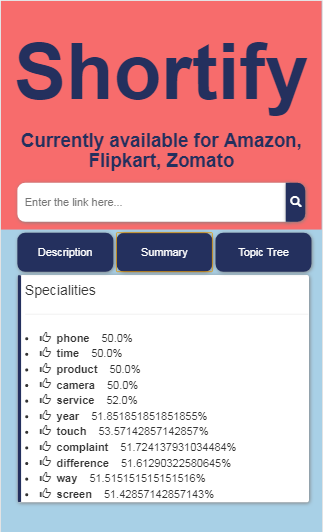 Shortify
Currently available for Amazon,
Flipkart, Zomato
Enter the link here...
Description Summary Topic Tree
Specialities
phone 50.0%
time 50.0%
product 50.0%
camera 50.0%
service 52.0%
year 51.851851851851855%
touch 53.57142857142857%
complaint 51.724137931034484%
difference 51.61290322580645%
way 51.515151515151516%
screen 51.42857142857143%